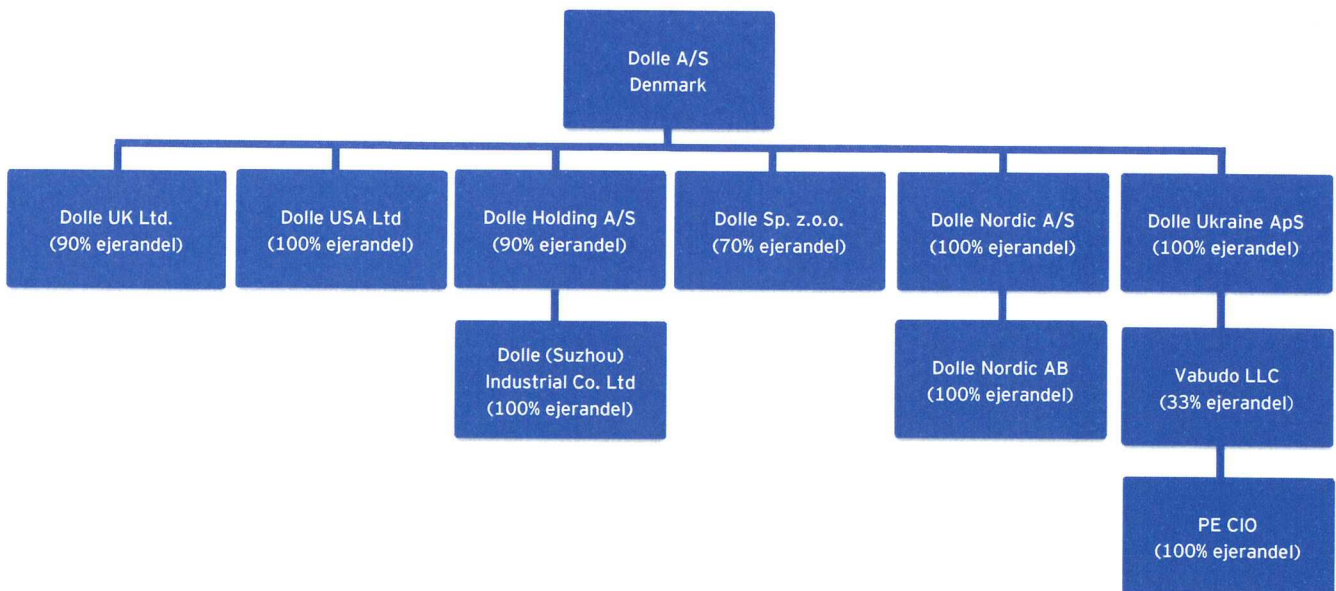 Dolle A/S
Denmark
Dolle UK Ltd.
(90% ejerandel)
Dolle USA Ltd
(100% ejerandel)
Dolle Holding A/S
(90% ejerandel)
Dolle Sp. z.o.o.
(70% ejerandel)
Dolle Nordic A/S
(100% ejerandel)
Dolle Ukraine ApS
(100% ejerandel)
Dolle (Suzhou)
Industrial Co. Ltd
(100% ejerandel)
Dolle Nordic AB
(100% ejerandel)
Vabudo LLC
(33% ejerandel)
PE CIO
(100% ejerandel)